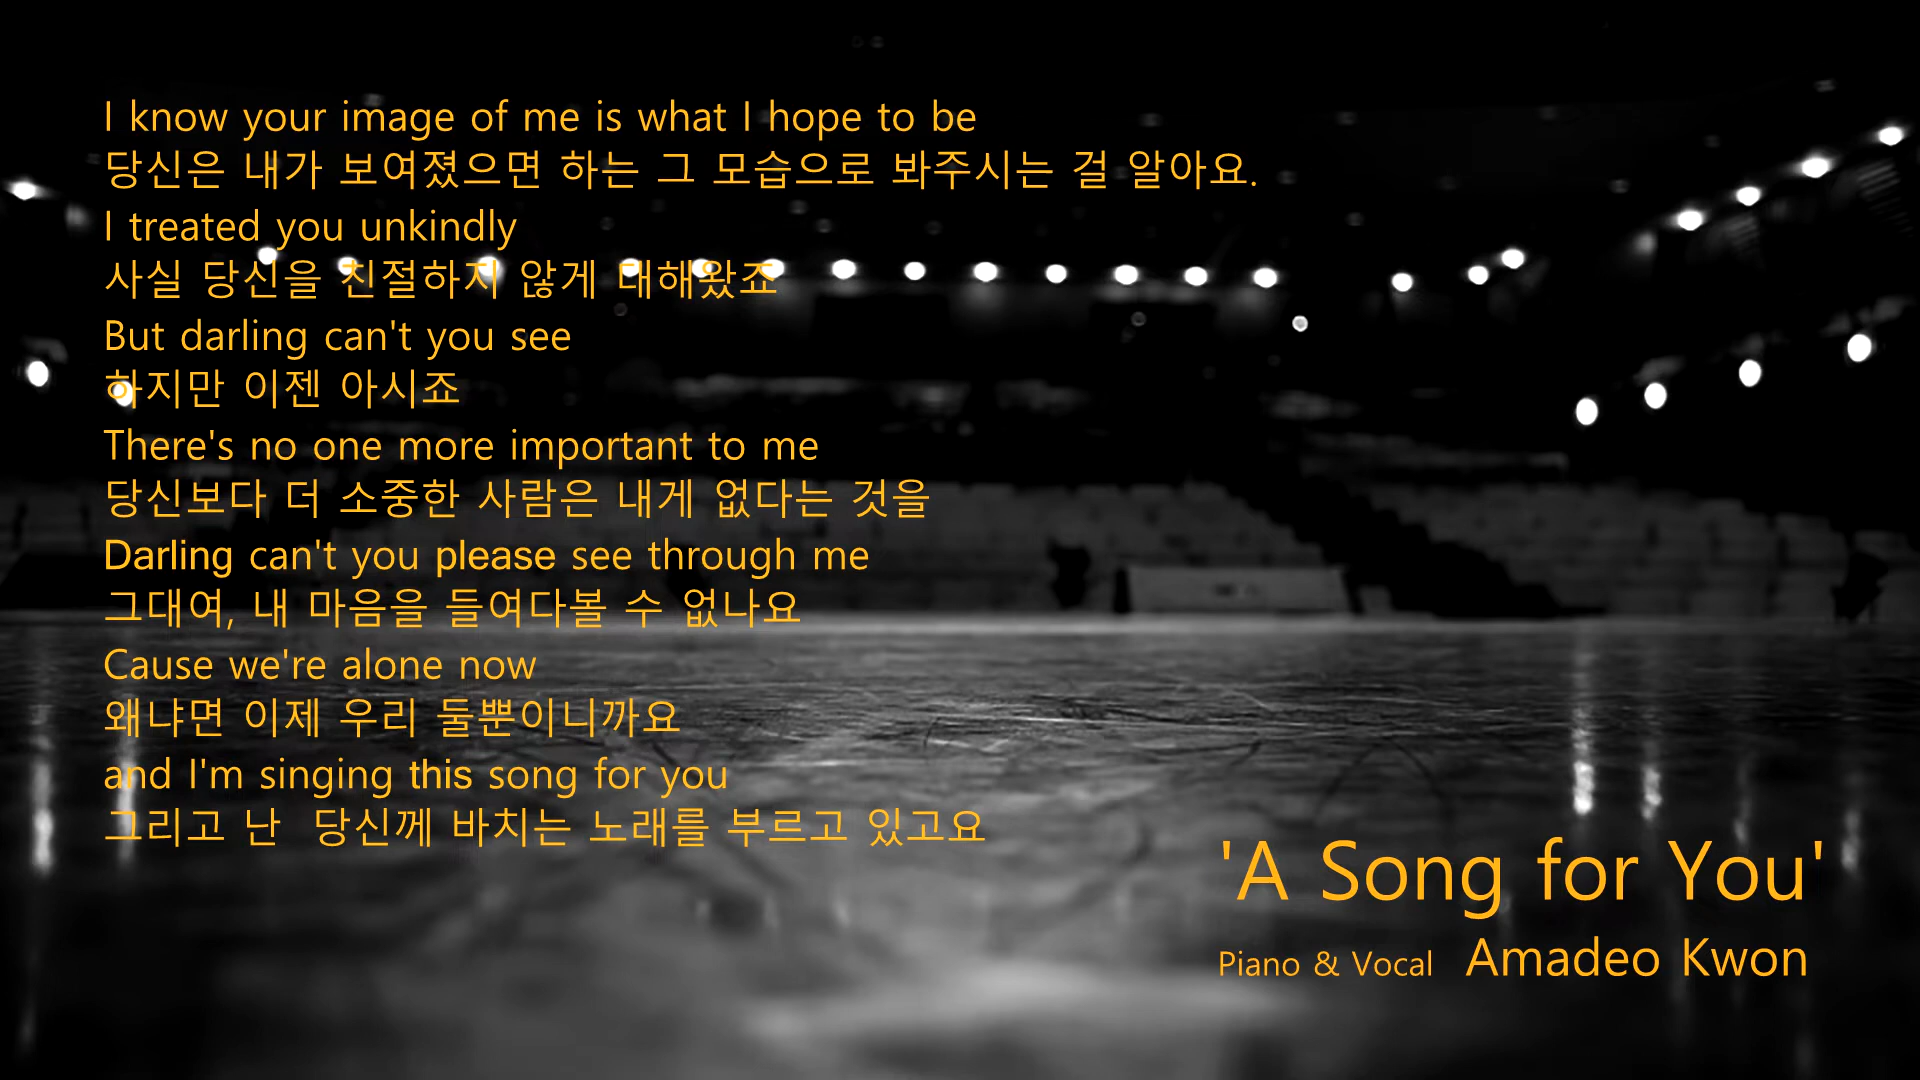 I know your image of me is what I hope to be
당신은 내가 보여졌으면 하는 그 모습으로 봐주시는 걸 알아요.
I treated you unkindly
사실 당신을 친절하지 않게 대해왔죠
But darling can't you see
하지만 이젠 아시죠
There's no one more important to me
당신보다 더 소중한 사람은 내게 없다는 것을
Darling can't you please see through me
그대여, 내 마음을 들여다볼 수 없나요
Cause we're alone now
왜냐면 이제 우리 둘뿐이니까요
and I'm singing this song for you
그리고 난 당신께 바치는 노래를 부르고 있고요
'A Song for You'
Piano & Vocal Amadeo Kwon